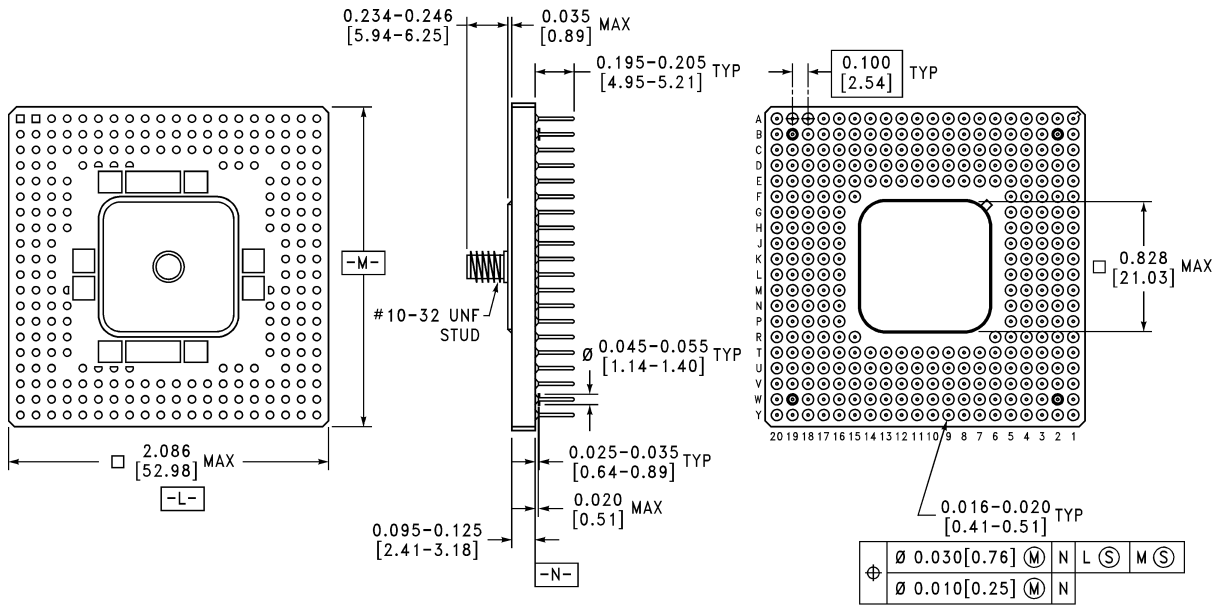 0.234-0.246
[5.94-6.25]
0.035
[0.89] MAX
0.195-0.205
[4.95-5.21] TYP
0.100
[2.54] TYP
-M-
#10-32 UNF
STUD
Ø 0.045-0.055
[1.14-1.40] TYP
2.086
[52.98] MAX
-L-
0.025-0.035
[0.64-0.89] TYP
0.020
[0.51] MAX
0.095-0.125
[2.41-3.18]
-N-
A
B
C
D
E
F
G
H
J
K
L
M
N
P
R
T
U
V
W
Y
20 19 18 17 16 15 14 13 12 11 10 9 8 7 6 5 4 3 2 1
0.828
[21.03] MAX
0.016-0.020
[0.41-0.51] TYP
Ø 0.030[0.76] Ⓜ N L Ⓢ M Ⓢ
Ø 0.010[0.25] Ⓜ N